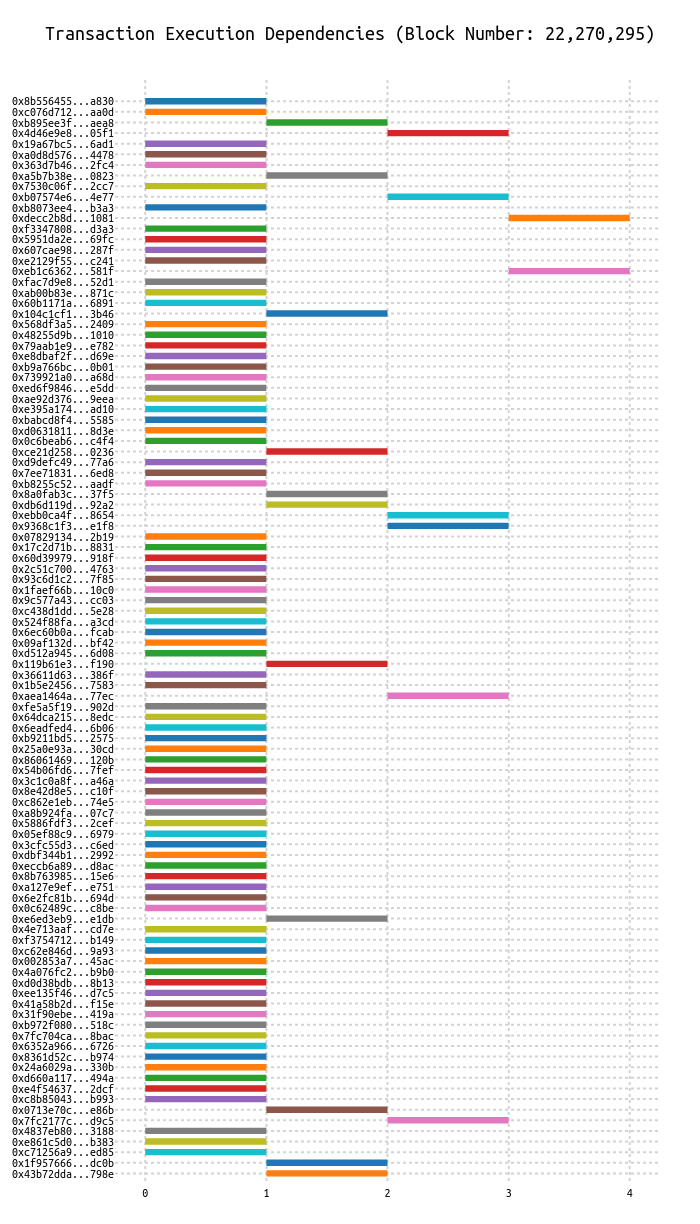 Transaction Execution Dependencies (Block Number: 22,270,295)
0x8b556455...a830
0xc076d712...aa0d
0xb895ee3f...aea8
0x4d46e9e8...05f1
0x19a67bc5...6ad1
0xa0d8d576...4478
0x363d7b46...2fc4
0xa5b7b38e...0823
0x7530c06f...2cc7
0xb07574e6...4e77
0xb8073ee4...b3a3
0xdecc2b8d...1081
0xf3347808...d3a3
0x5951da2e...69fc
0x607cae98...287f
0xe2129f55...c241
0xeb1c6362...581f
0xfac7d9e8...52d1
0xab00b83e...871c
0x60b1171a...6891
0x104c1cf1...3b46
0x568df3a5...2409
0x48255d9b...1010
0x79aab1e9...e782
0xe8dbaf2f...d69e
0xb9a766bc...0b01
0x739921a0...a68d
0xed6f9846...e5dd
0xae92d376...9eea
0xe395a174...ad10
0xbabcd8f4...5585
0xd0631811...8d3e
0x0c6beab6...c4f4
0xce21d258...0236
0xd9defc49...77a6
0x7ee71831...6ed8
0xb8255c52...aadf
0x8a0fab3c...37f5
0xdb6d119d...92a2
0xebb0ca4f...8654
0x9368c1f3...e1f8
0x07829134...2b19
0x17c2d71b...8831
0x60d39979...918f
0x2c51c700...4763
0x93c6d1c2...7f85
0x1faef66b...10c0
0x9c577a43...cc03
0xc438d1dd...5e28
0x524f88fa...a3cd
0x6ec60b0a...fcab
0x09af132d...bf42
0xd512a945...6d08
0x119b61e3...f190
0x36611d63...386f
0x1b5e2456...7583
0xaea1464a...77ec
0xfe5a5f19...902d
0x64dca215...8edc
0x6eadfed4...6b06
0xb9211bd5...2575
0x25a0e93a...30cd
0x86061469...120b
0x54b06fd6...7fef
0x3c1c0a8f...a46a
0x8e42d8e5...c10f
0xc862e1eb...74e5
0xa8b924fa...07c7
0x5886fdf3...2cef
0x05ef88c9...6979
0x3cfc55d3...c6ed
0xdbf344b1...2992
0xeccb6a89...d8ac
0x8b763985...15e6
0xa127e9ef...e751
0x6e2fc81b...694d
0x0c62489c...c8be
0xe6ed3eb9...e1db
0x4e713aaf...cd7e
0xf3754712...b149
0xc62e846d...9a93
0x002853a7...45ac
0x4a076fc2...b9b0
0xd0d38bdb...8b13
0xee135f46...d7c5
0x41a58b2d...f15e
0x31f90ebe...419a
0xb972f080...518c
0x7fc704ca...8bac
0x6352a966...6726
0x8361d52c...b974
0x24a6029a...330b
0xd660a117...494a
0xe4f54637...2dcf
0xc8b85043...b993
0x0713e70c...e86b
0x7fc2177c...d9c5
0x4837eb80...3188
0xe861c5d0...b383
0xc71256a9...ed85
0x1f957666...dc0b
0x43b72dda...798e
0 1 2 3 4